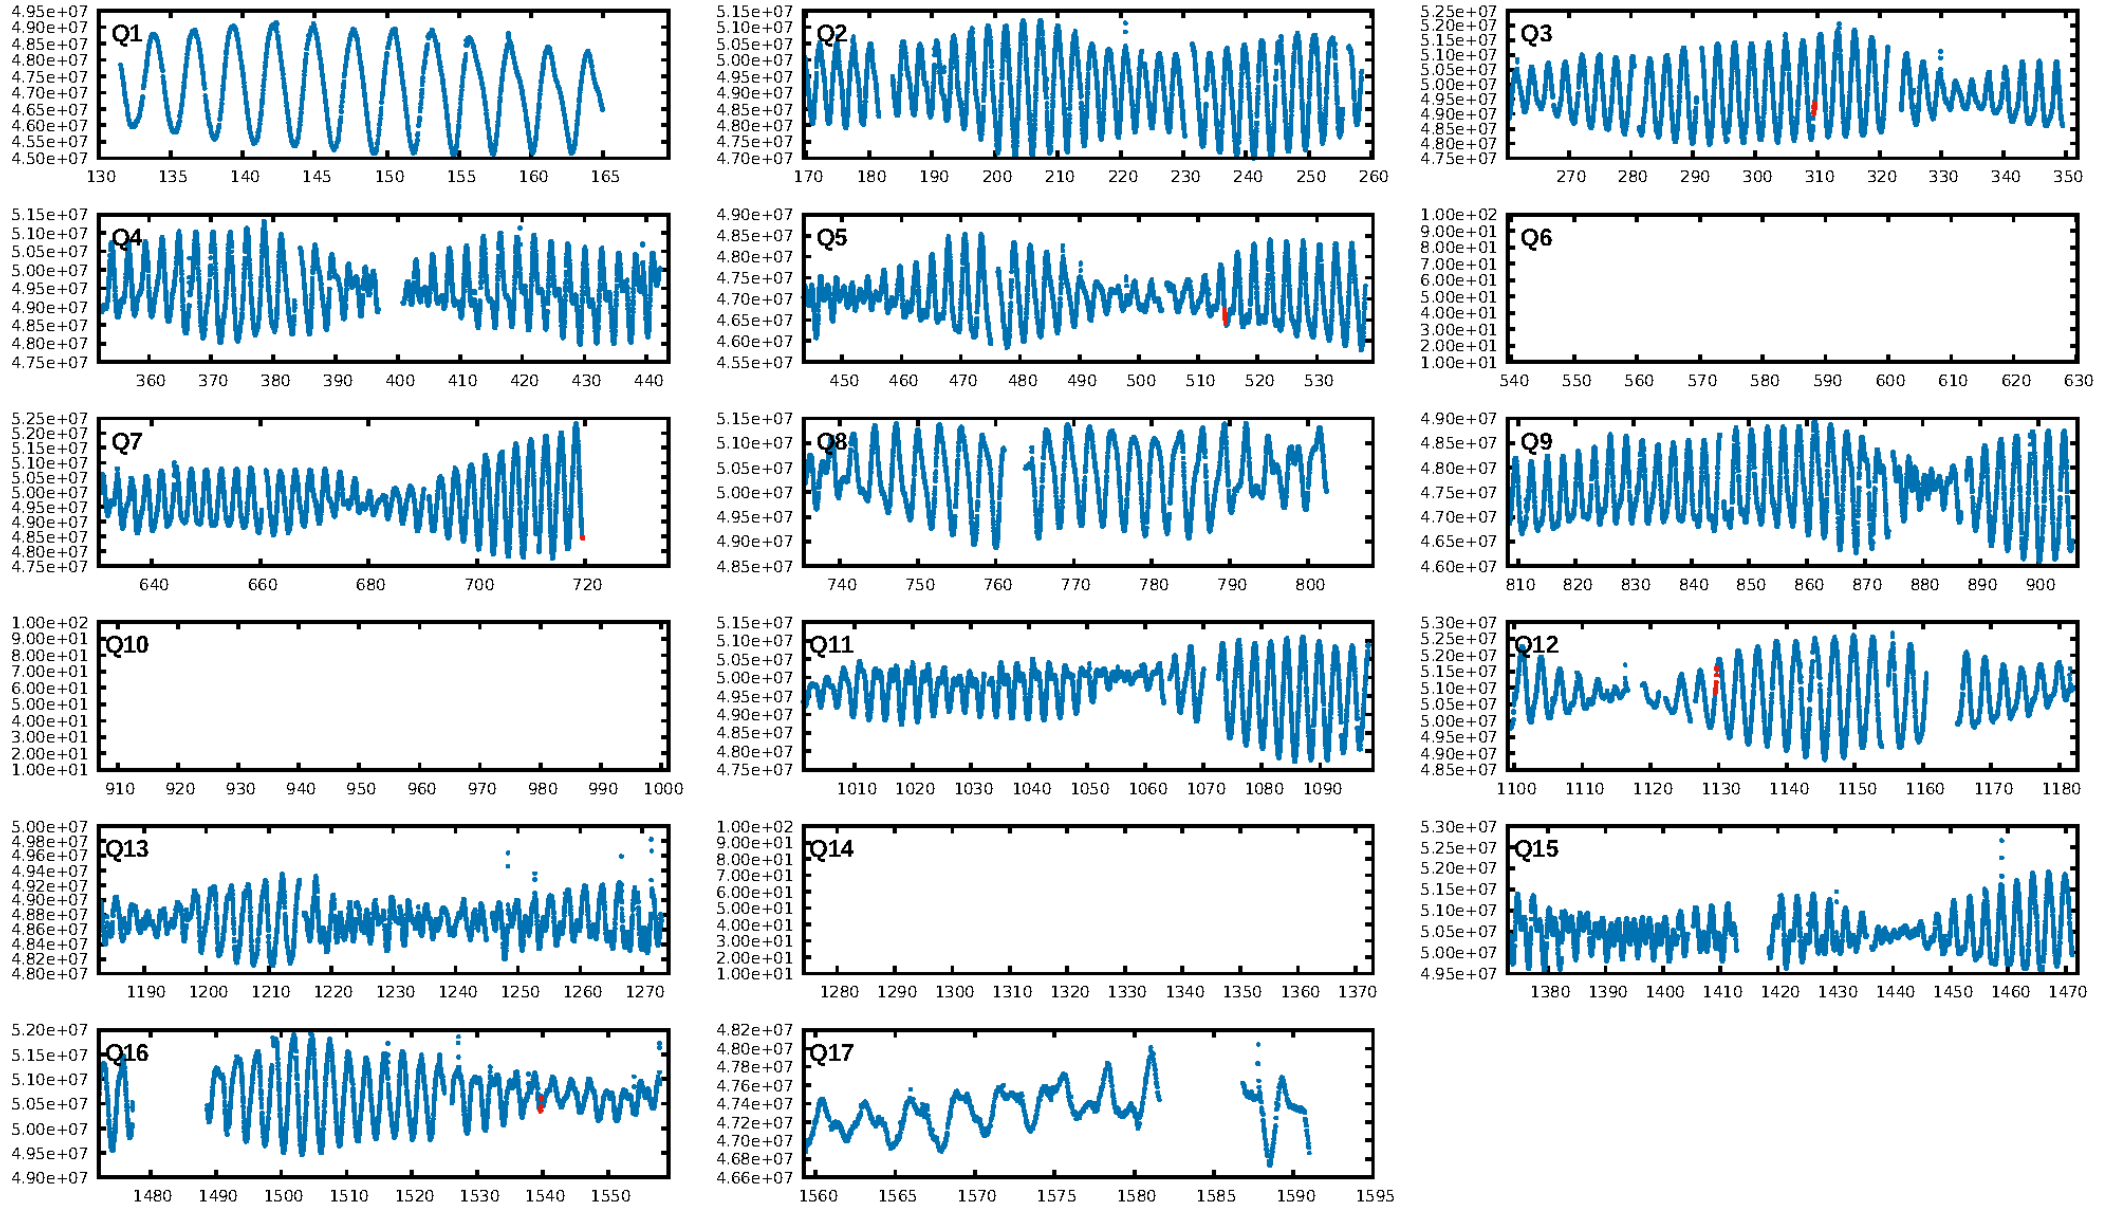 Q1
4.95e+07
4.90e+07
4.85e+07
4.80e+07
4.75e+07
4.70e+07
4.65e+07
4.60e+07
4.55e+07
4.50e+07
130 135 140 145 150 155 160 165
Q2
5.15e+07
5.10e+07
5.05e+07
5.00e+07
4.95e+07
4.90e+07
4.85e+07
4.80e+07
4.75e+07
4.70e+07
170 180 190 200 210 220 230 240 250 260
Q3
5.25e+07
5.20e+07
5.15e+07
5.10e+07
5.05e+07
5.00e+07
4.95e+07
4.90e+07
4.85e+07
4.80e+07
4.75e+07
270 280 290 300 310 320 330 340 350
Q4
5.15e+07
5.10e+07
5.05e+07
5.00e+07
4.95e+07
4.90e+07
4.85e+07
4.80e+07
4.75e+07
360 370 380 390 400 410 420 430 440
Q5
4.90e+07
4.85e+07
4.80e+07
4.75e+07
4.70e+07
4.65e+07
4.60e+07
4.55e+07
450 460 470 480 490 500 510 520 530
Q6
1.00e+02
9.00e+01
8.00e+01
7.00e+01
6.00e+01
5.00e+01
4.00e+01
3.00e+01
2.00e+01
1.00e+01
540 550 560 570 580 590 600 610 620 630
Q7
5.25e+07
5.20e+07
5.15e+07
5.10e+07
5.05e+07
5.00e+07
4.95e+07
4.90e+07
4.85e+07
4.80e+07
4.75e+07
640 660 680 700 720
Q8
5.15e+07
5.10e+07
5.05e+07
5.00e+07
4.95e+07
4.90e+07
4.85e+07
740 750 760 770 780 790 800
Q9
4.90e+07
4.85e+07
4.80e+07
4.75e+07
4.70e+07
4.65e+07
4.60e+07
810 820 830 840 850 860 870 880 890 900
Q10
1.00e+02
9.00e+01
8.00e+01
7.00e+01
6.00e+01
5.00e+01
4.00e+01
3.00e+01
2.00e+01
1.00e+01
910 920 930 940 950 960 970 980 990 1000
Q11
5.15e+07
5.10e+07
5.05e+07
5.00e+07
4.95e+07
4.90e+07
4.85e+07
4.80e+07
4.75e+07
1010 1020 1030 1040 1050 1060 1070 1080 1090
Q12
5.30e+07
5.25e+07
5.20e+07
5.15e+07
5.10e+07
5.05e+07
5.00e+07
4.95e+07
4.90e+07
4.85e+07
1100 1110 1120 1130 1140 1150 1160 1170 1180
Q13
5.00e+07
4.98e+07
4.96e+07
4.94e+07
4.92e+07
4.90e+07
4.88e+07
4.86e+07
4.84e+07
4.82e+07
4.80e+07
1190 1200 1210 1220 1230 1240 1250 1260 1270
Q14
1.00e+02
9.00e+01
8.00e+01
7.00e+01
6.00e+01
5.00e+01
4.00e+01
3.00e+01
2.00e+01
1.00e+01
1280 1290 1300 1310 1320 1330 1340 1350 1360 1370
Q15
5.30e+07
5.25e+07
5.20e+07
5.15e+07
5.10e+07
5.05e+07
5.00e+07
4.95e+07
1380 1390 1400 1410 1420 1430 1440 1450 1460 1470
Q16
5.20e+07
5.15e+07
5.10e+07
5.05e+07
5.00e+07
4.95e+07
4.90e+07
1480 1490 1500 1510 1520 1530 1540 1550
Q17
4.82e+07
4.80e+07
4.78e+07
4.76e+07
4.74e+07
4.72e+07
4.70e+07
4.68e+07
4.66e+07
1560 1565 1570 1575 1580 1585 1590 1595